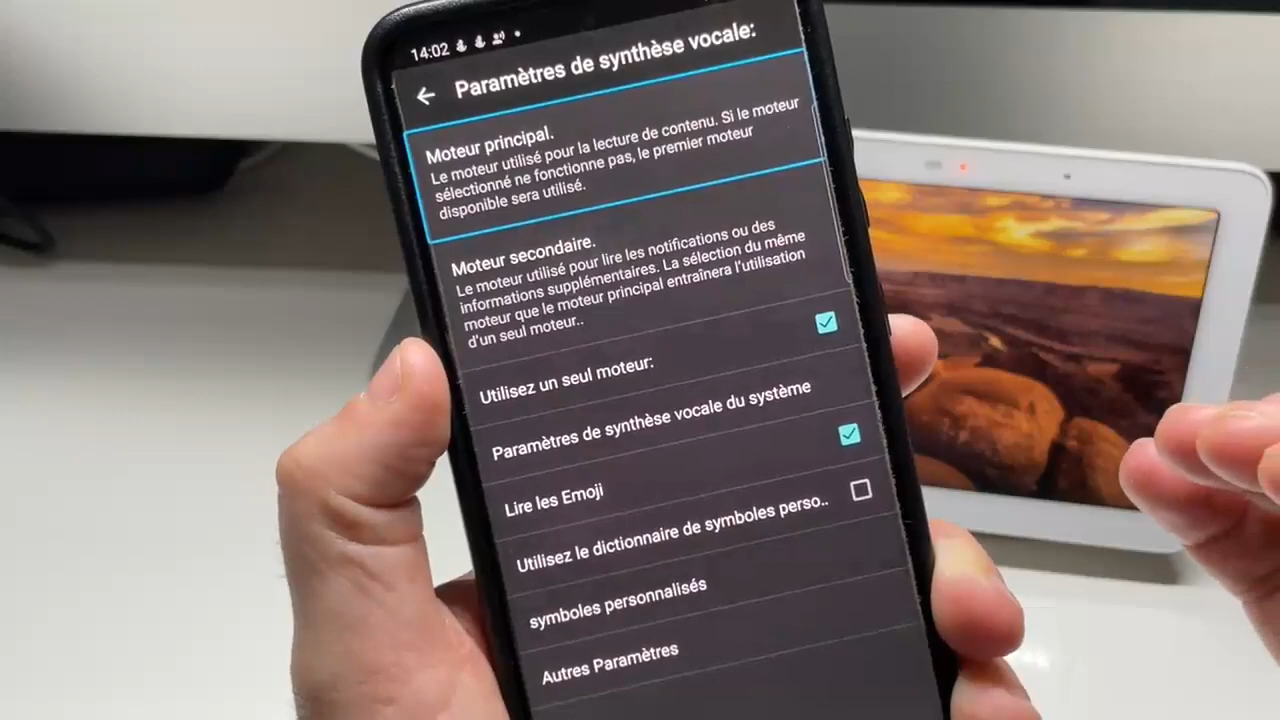 14:02
Paramètres de synthèse vocale:
Moteur principal.
Le moteur utilisé pour la lecture de contenu. Si le moteur
sélectionné ne fonctionne pas, le premier moteur
disponible sera utilisé.
Moteur secondaire.
Le moteur utilisé pour lire les notifications ou des
informations supplémentaires. La sélection du même
moteur que le moteur principal entraînera l'utilisation
d'un seul moteur..
Utilisez un seul moteur:
Paramètres de synthèse vocale du système
Lire les Emoji
Utilisez le dictionnaire de symboles perso..
symboles personnalisés
Autres Paramètres